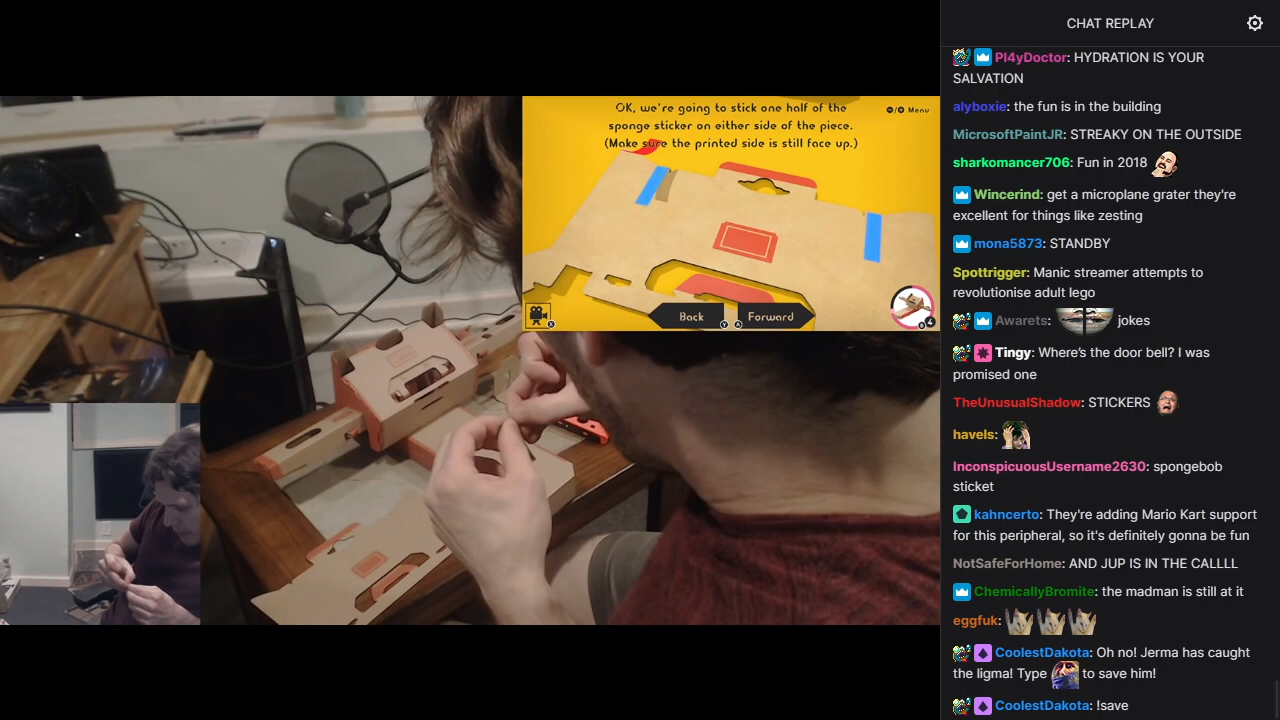 OK, we're going to stick one half of the
sponge sticker on either side of the piece.
(Make sure the printed side is still face up.)
Menu
Back
Forward
CHAT REPLAY
Pl4yDoctor: HYDRATION IS YOUR
SALVATION
alyboxie: the fun is in the building
MicrosoftPaintJR: STREAKY ON THE OUTSIDE
sharkomancer706: Fun in 2018
Wincerind: get a microplane grater they're
excellent for things like zesting
mona5873: STANDBY
Spottrigger: Manic streamer attempts to
revolutionise adult lego
Awarets: jokes
Tingy: Where's the door bell? I was
promised one
TheUnusualShadow: STICKERS
havels:
InconspicuousUsername2630: spongebob
sticket
kahncerto: They're adding Mario Kart support
for this peripheral, so it's definitely gonna be fun
NotSafeForHome: AND JUP IS IN THE CALLLL
ChemicallyBromite: the madman is still at it
eggfuk:
CoolestDakota: Oh no! Jerma has caught
the ligma! Type to save him!
CoolestDakota: !save